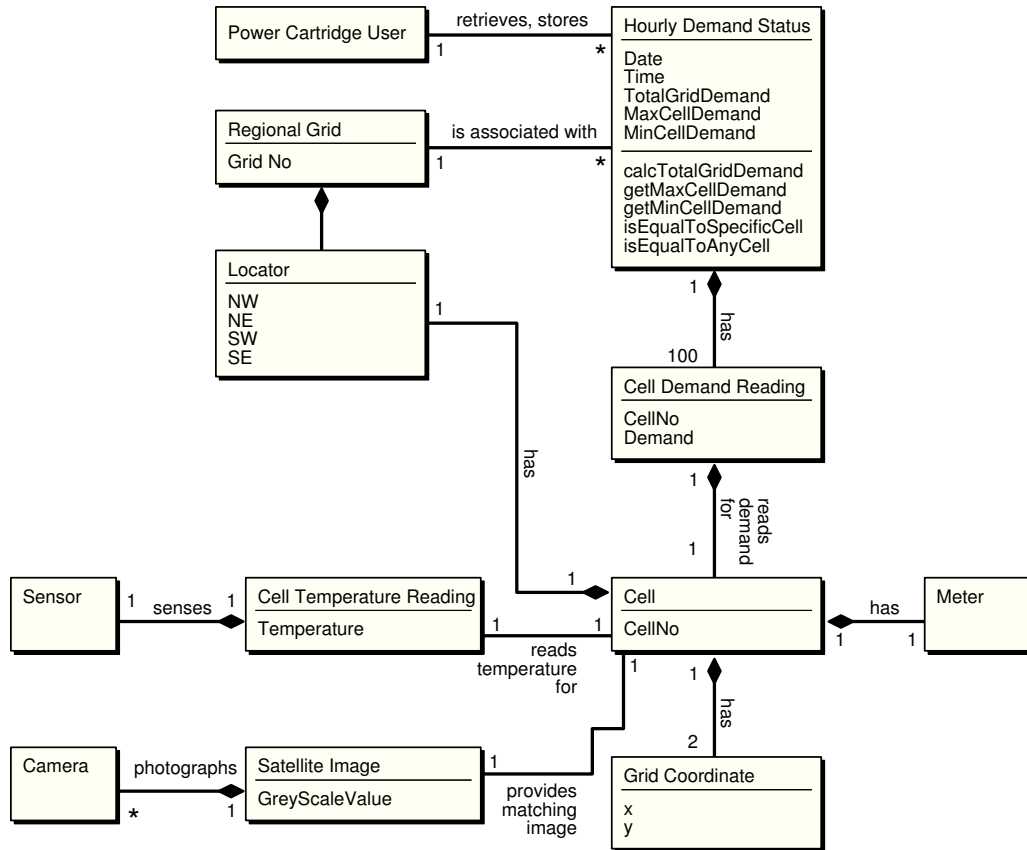 Power Cartridge User
retrieves, stores
1
*
Hourly Demand Status
Date
Time
TotalGridDemand
MaxCellDemand
MinCellDemand
calcTotalGridDemand
getMaxCellDemand
getMinCellDemand
isEqualToSpecificCell
isEqualToAnyCell
Regional Grid
Grid No
is associated with
1
*
Locator
NW
NE
SW
SE
1
has
1
1
has
100
Cell Demand Reading
CellNo
Demand
1
reads
demand
for
1
Sensor
1
senses
1
Cell Temperature Reading
Temperature
1
1
reads
temperature
for
Cell
CellNo
1
has
1
Meter
Camera
photographs
*
1
Satellite Image
GreyScaleValue
1
1
provides
matching
image
1
has
2
Grid Coordinate
x
y